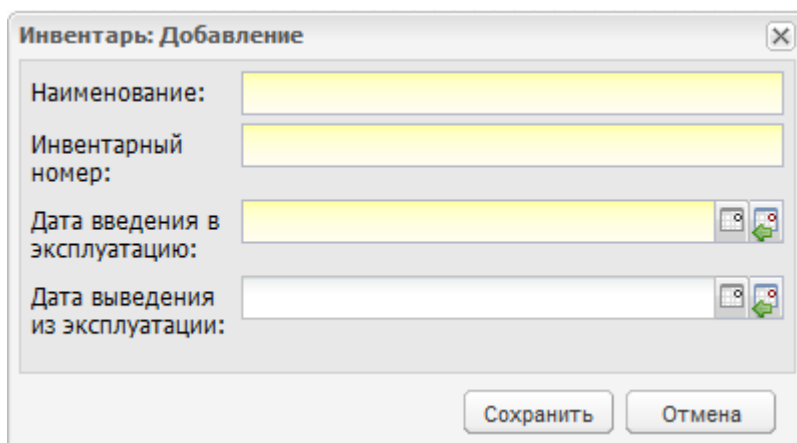 Инвентарь: Добавление
Наименование:
Инвентарный
номер:
Дата введения в
эксплуатацию:
Дата выведения
из эксплуатации:
Сохранить
Отмена